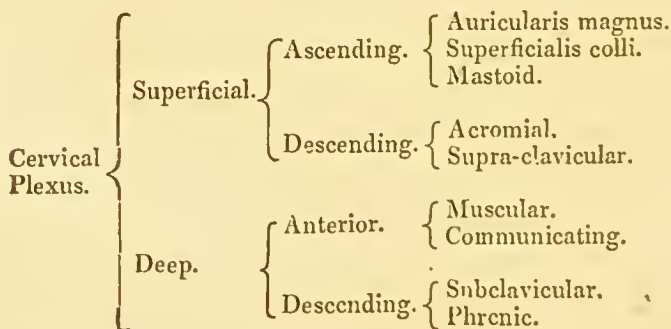 Cervical Plexus.
Superficial.
Ascending.
Auricularis magnus.
Superficialis colli.
Mastoid.
Descending.
Acromial.
Supra-clavicular.
Deep.
Anterior.
Muscular.
Communicating.
Descending.
Subclavicular.
Phrenic.